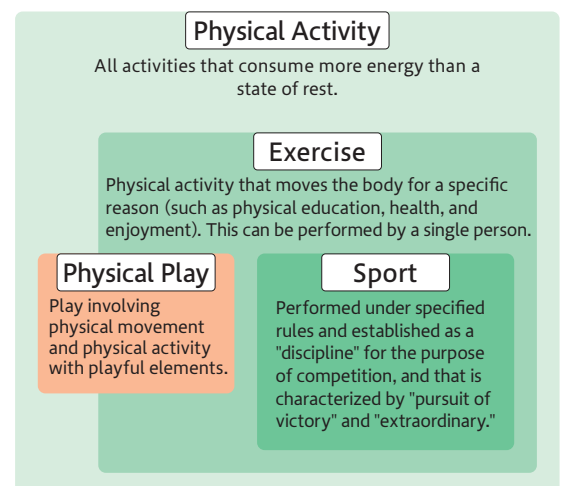 Physical Activity
All activities that consume more energy than a
state of rest.
Exercise
Physical activity that moves the body for a specific
reason (such as physical education, health, and
enjoyment). This can be performed by a single person.
Physical Play
Play involving
physical movement
and physical activity
with playful elements.
Sport
Performed under specified
rules and established as a
"discipline" for the purpose
of competition, and that is
characterized by "pursuit of
victory" and "extraordinary."